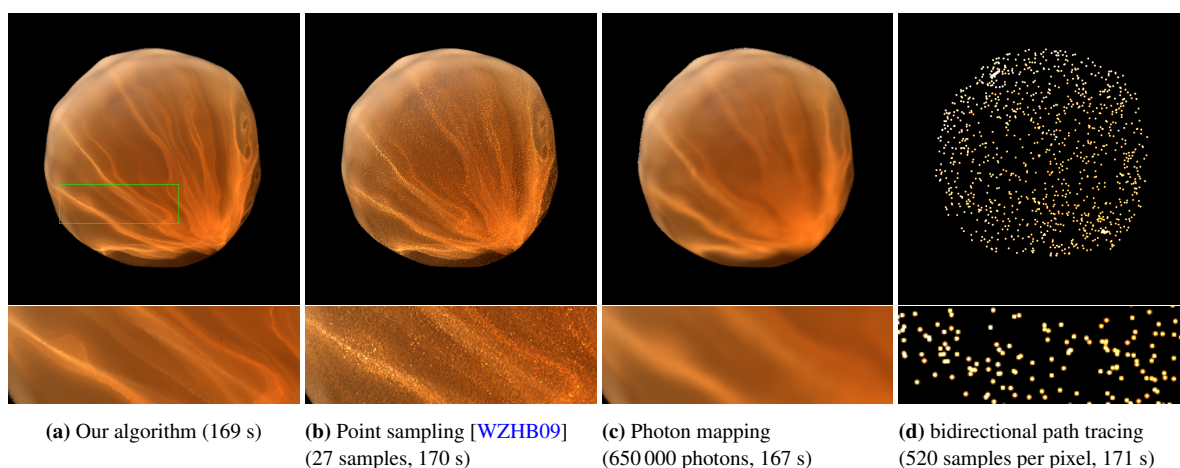 (a) Our algorithm (169 s)
(b) Point sampling [WZHB09]
(27 samples, 170 s)
(c) Photon mapping
(650 000 photons, 167 s)
(d) bidirectional path tracing
(520 samples per pixel, 171 s)